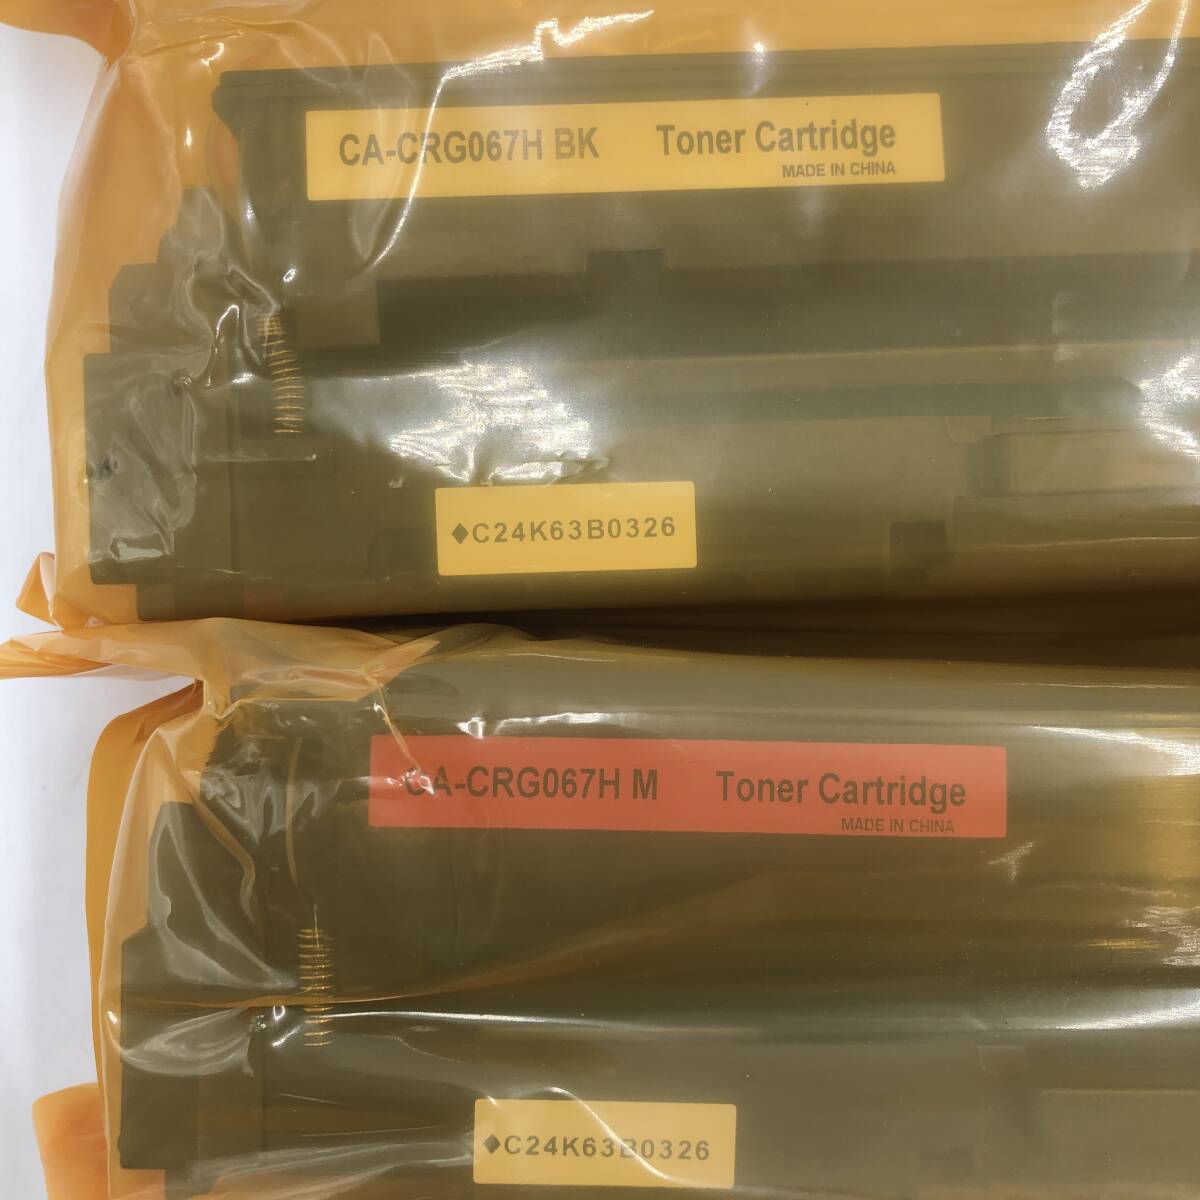 CA-CRG067H BK Toner Cartridge
MADE IN CHINA
◆C24K63B0326
CA-CRG067H M Toner Cartridge
MADE IN CHINA
◆C24K63B0326